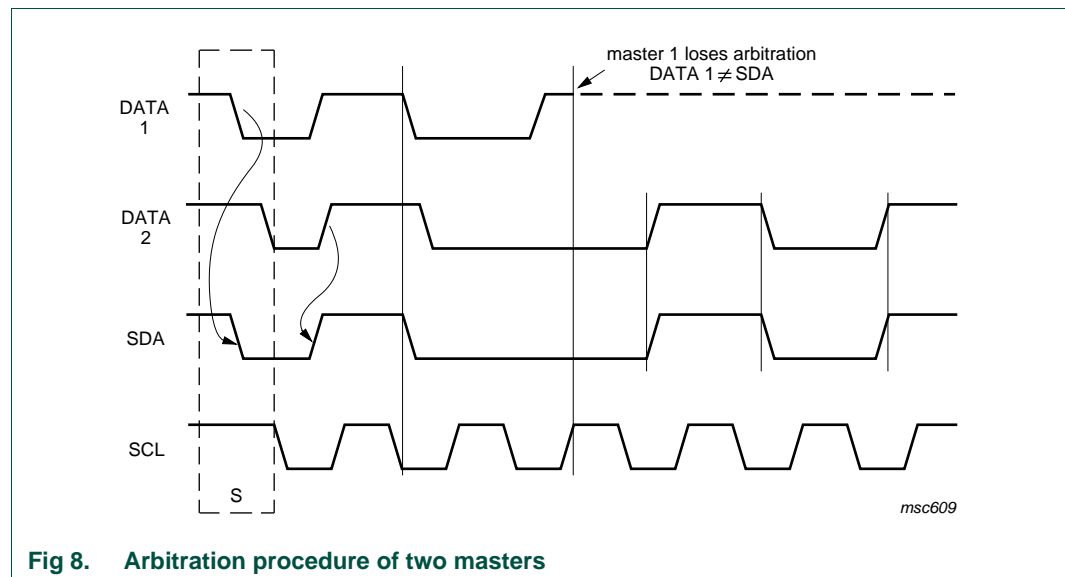 master 1 loses arbitration
DATA 1 ≠ SDA
DATA
1
DATA
2
SDA
SCL
S
msc609
Fig 8. Arbitration procedure of two masters